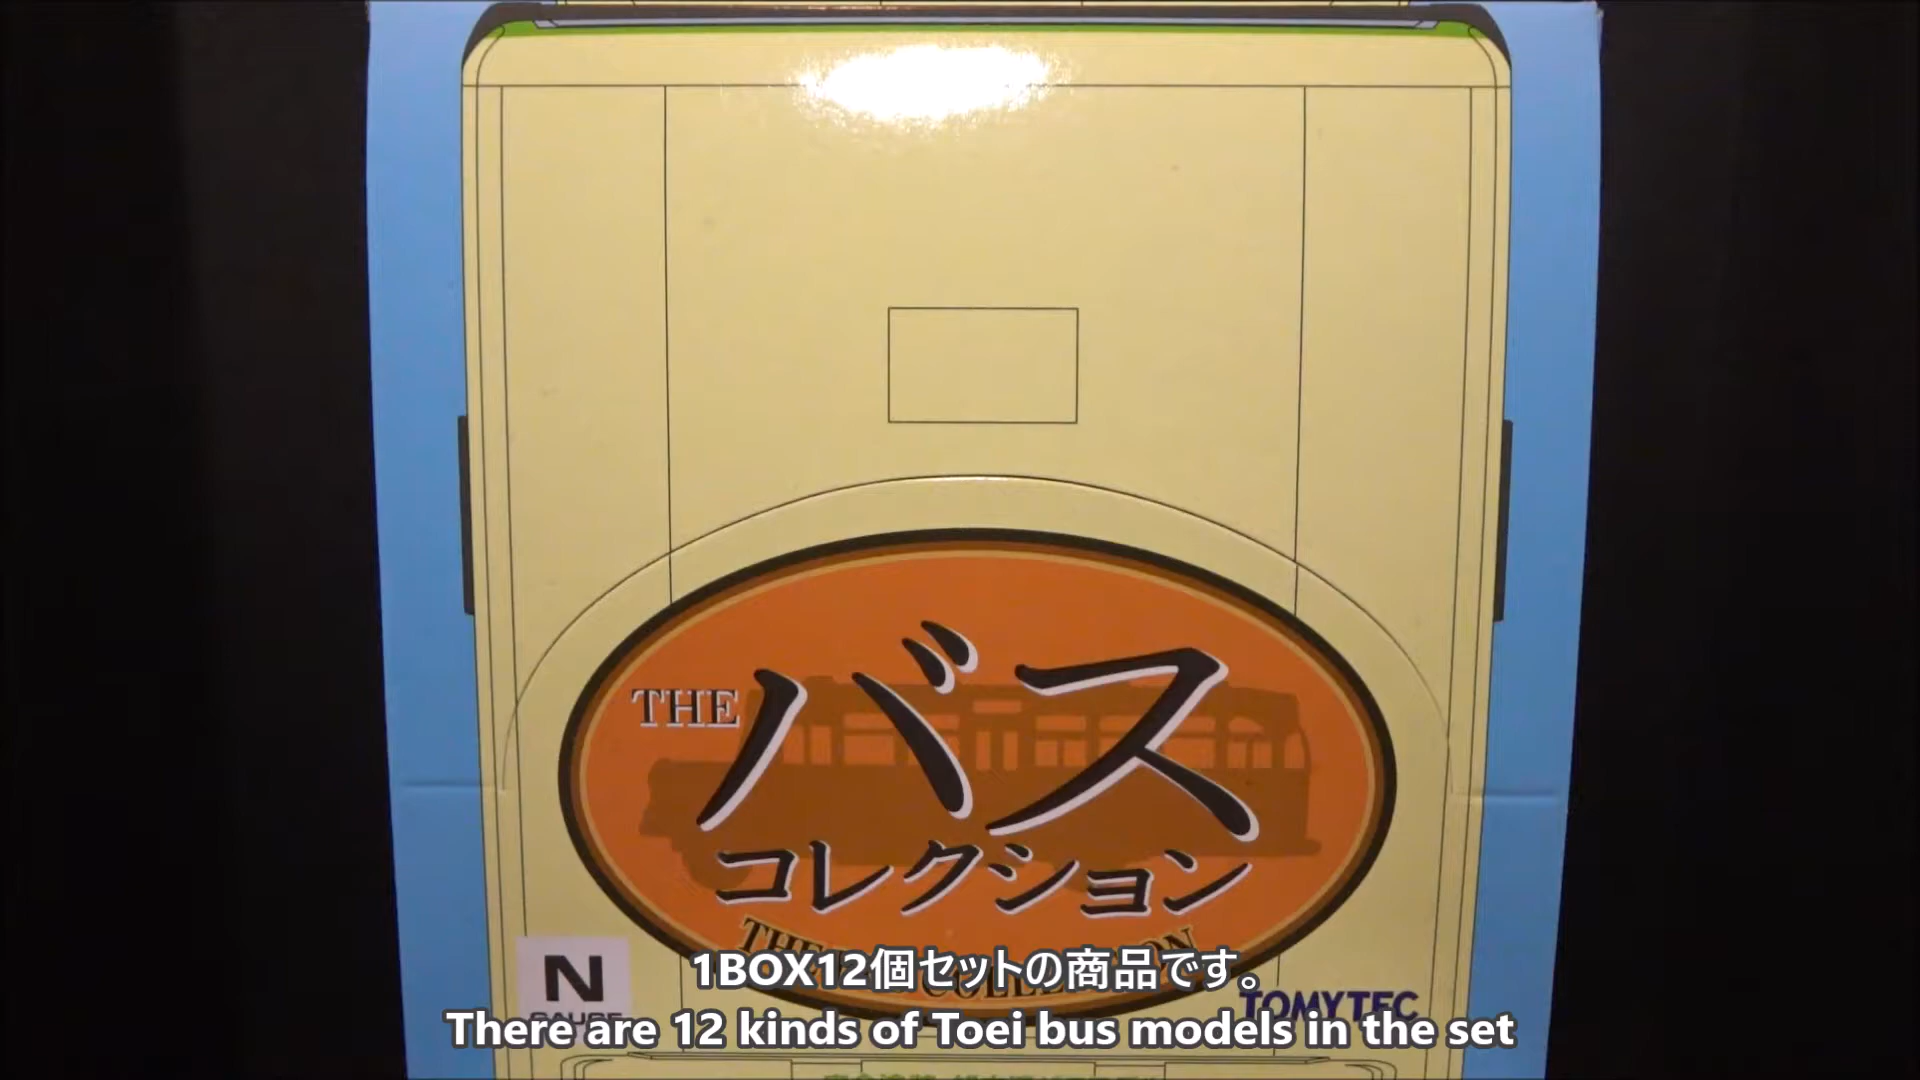 THE バス
コレクション
N
TOMYTEC
1BOX12個セットの商品です。
There are 12 kinds of Toei bus models in the set